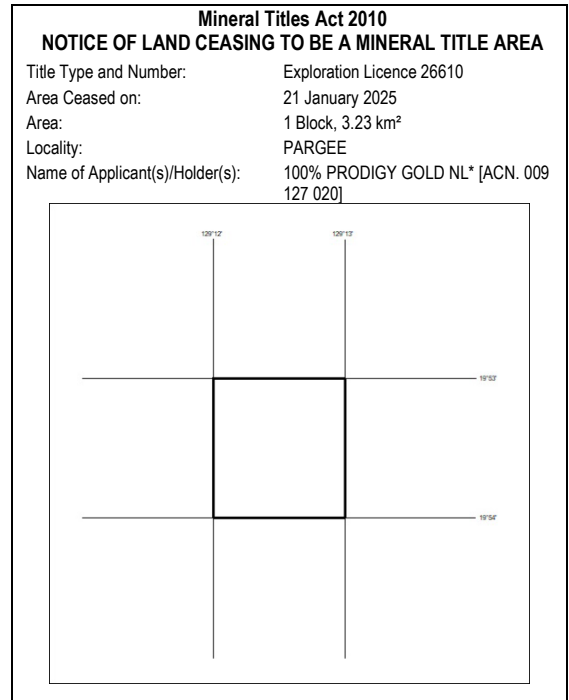 Mineral Titles Act 2010
NOTICE OF LAND CEASING TO BE A MINERAL TITLE AREA
Title Type and Number: Exploration Licence 26610
Area Ceased on: 21 January 2025
Area: 1 Block, 3.23 km²
Locality: PARGEE
Name of Applicant(s)/Holder(s): 100% PRODIGY GOLD NL* [ACN. 009
127 020]
129°12' 129°13'
19°53'
19°54'